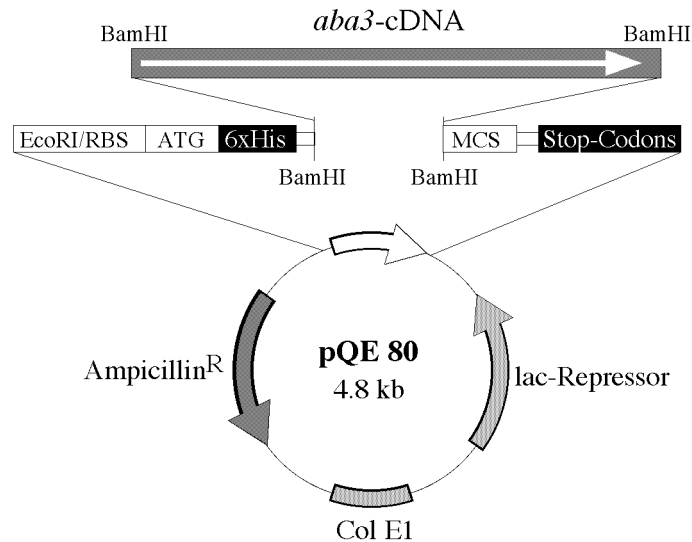 aba3-cDNA
BamHI BamHI
EcoRI/RBS ATG 6xHis MCS Stop-Codons
BamHI BamHI
pQE 80
4.8 kb
Ampicillin^R
lac-Repressor
Col E1